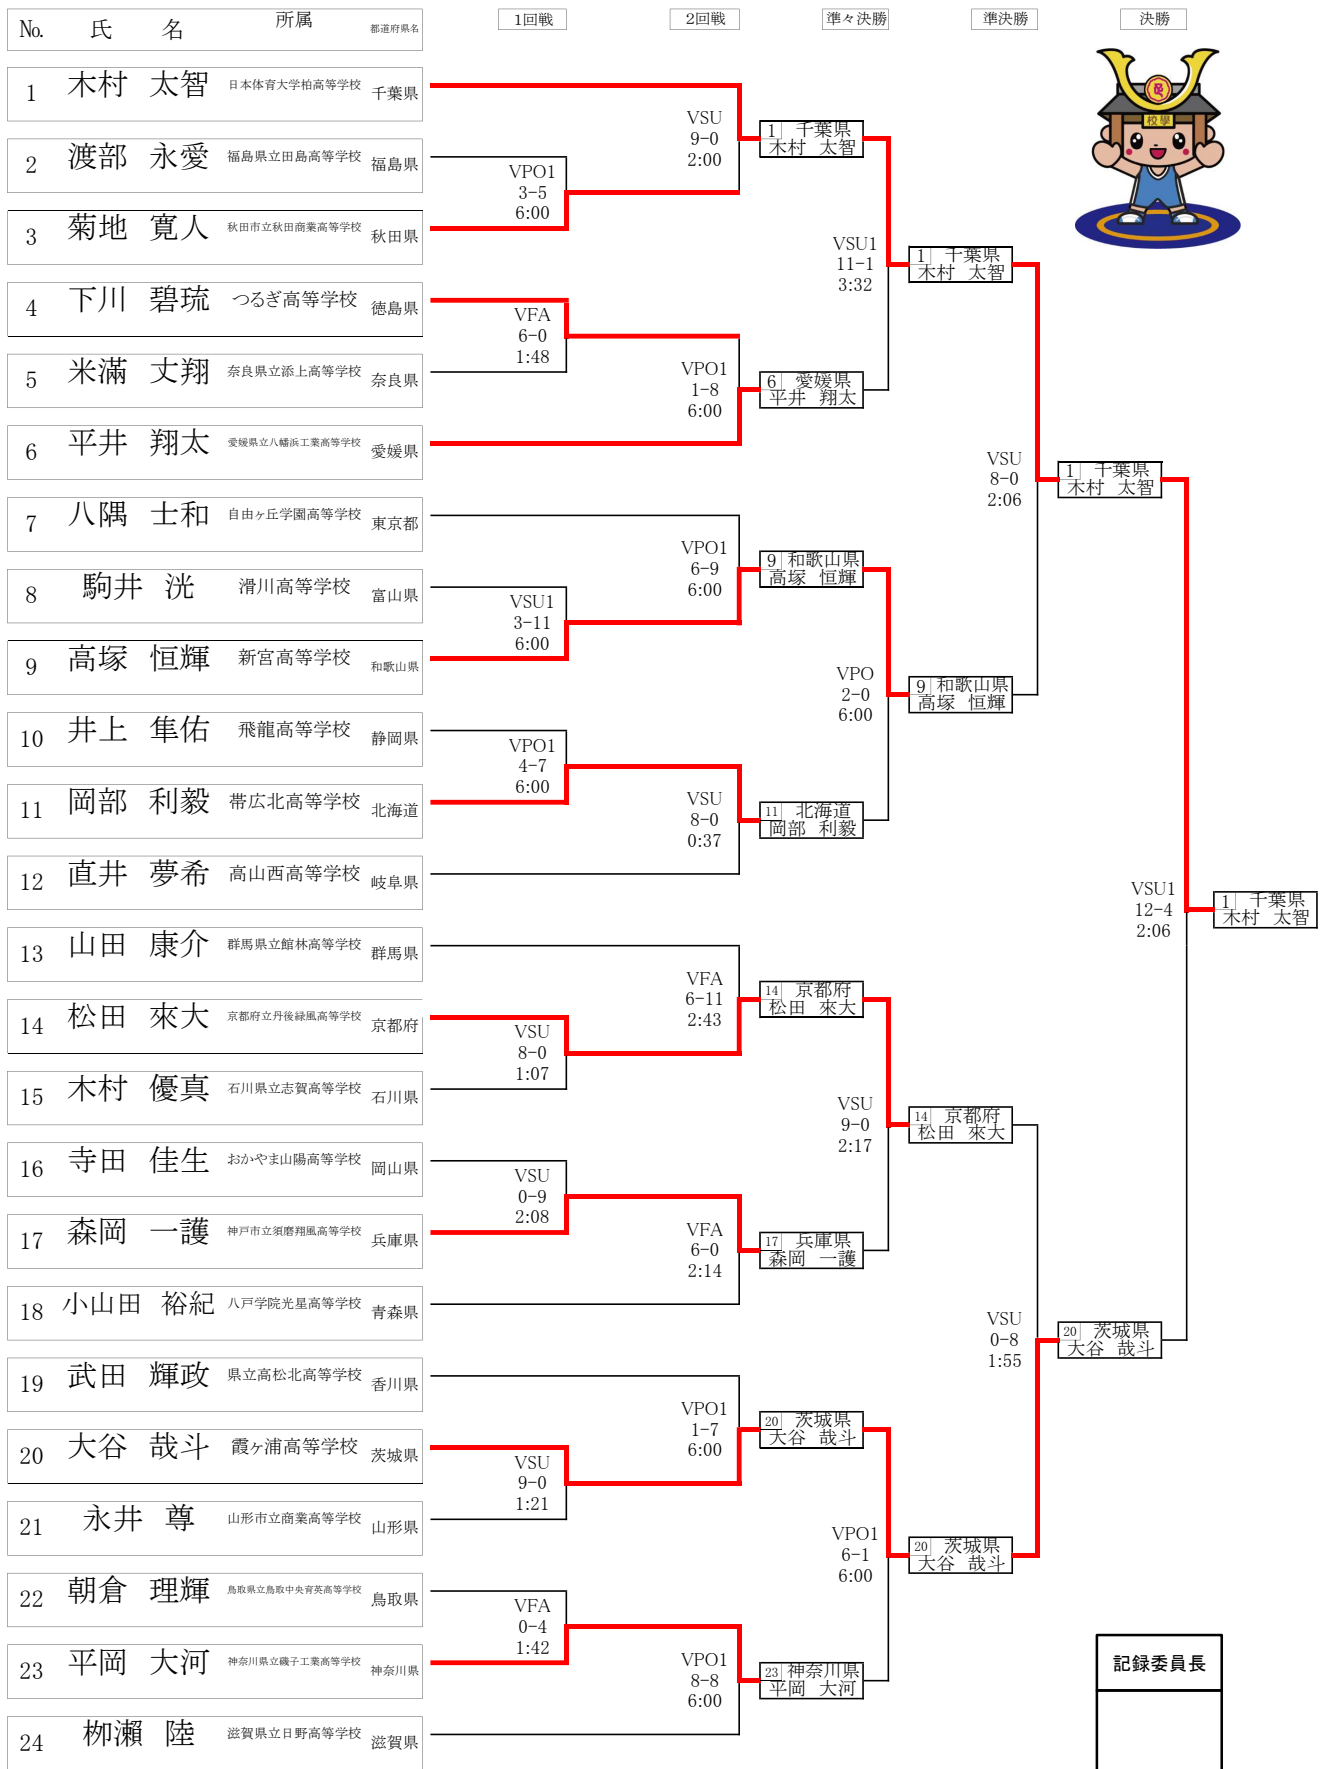 No. 氏 名 所属 都道府県名 1回戦 2回戦 準々決勝 準決勝 決勝
1 木村 太智 日本体育大学柏高等学校 千葉県
2 渡部 永愛 福島県立田島高等学校 福島県
3 菊地 寛人 秋田市立秋田商業高等学校 秋田県
4 下川 碧琉 つるぎ高等学校 徳島県
5 米満 丈翔 奈良県立添上高等学校 奈良県
6 平井 翔太 愛媛県立八幡浜工業高等学校 愛媛県
7 八隅 士和 自由ヶ丘学園高等学校 東京都
8 駒井 洸 滑川高等学校 富山県
9 高塚 恒輝 新宮高等学校 和歌山県
10 井上 隼佑 飛龍高等学校 静岡県
11 岡部 利毅 帯広北高等学校 北海道
12 直井 夢希 高山西高等学校 岐阜県
13 山田 康介 群馬県立館林高等学校 群馬県
14 松田 來大 京都府立丹後緑風高等学校 京都府
15 木村 優真 石川県立志賀高等学校 石川県
16 寺田 佳生 おかやま山陽高等学校 岡山県
17 森岡 一護 神戸市立須磨翔風高等学校 兵庫県
18 小山田 裕紀 八戸学院光星高等学校 青森県
19 武田 輝政 県立高松北高等学校 香川県
20 大谷 哉斗 霞ヶ浦高等学校 茨城県
21 永井 尊 山形市立商業高等学校 山形県
22 朝倉 理輝 鳥取県立鳥取中央育英高等学校 鳥取県
23 平岡 大河 神奈川県立磯子工業高等学校 神奈川県
24 栁瀬 陸 滋賀県立日野高等学校 滋賀県
VPO1
3-5
6:00
VFA
6-0
1:48
VSU1
3-11
6:00
VPO1
4-7
6:00
VSU
8-0
1:07
VSU
0-9
2:08
VSU
9-0
1:21
VFA
0-4
1:42
VSU
9-0
2:00
VPO1
1-8
6:00
VPO1
6-9
6:00
VSU
8-0
0:37
VFA
6-11
2:43
VFA
6-0
2:14
VPO1
1-7
6:00
VPO1
8-8
6:00
1 千葉県
木村 太智
6 愛媛県
平井 翔太
9 和歌山県
高塚 恒輝
11 北海道
岡部 利毅
14 京都府
松田 來大
17 兵庫県
森岡 一護
20 茨城県
大谷 哉斗
23 神奈川県
平岡 大河
VSU1
11-1
3:32
VPO
2-0
6:00
VSU
9-0
2:17
VPO1
6-1
6:00
1 千葉県
木村 太智
9 和歌山県
高塚 恒輝
14 京都府
松田 來大
20 茨城県
大谷 哉斗
VSU
8-0
2:06
VSU
0-8
1:55
1 千葉県
木村 太智
20 茨城県
大谷 哉斗
VSU1
12-4
2:06
1 千葉県
木村 太智
校學
記録委員長